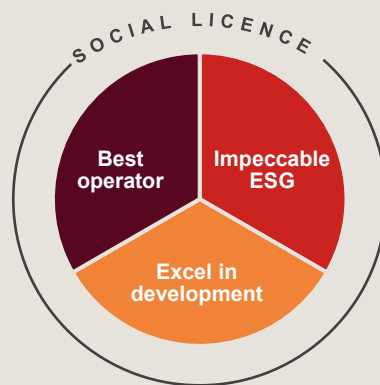 SOCIAL LICENCE
Best
operator
Impeccable
ESG
Excel in
development